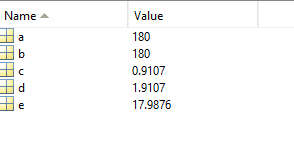 Name Value
a 180
b 180
c 0.9107
d 1.9107
e 17.9876